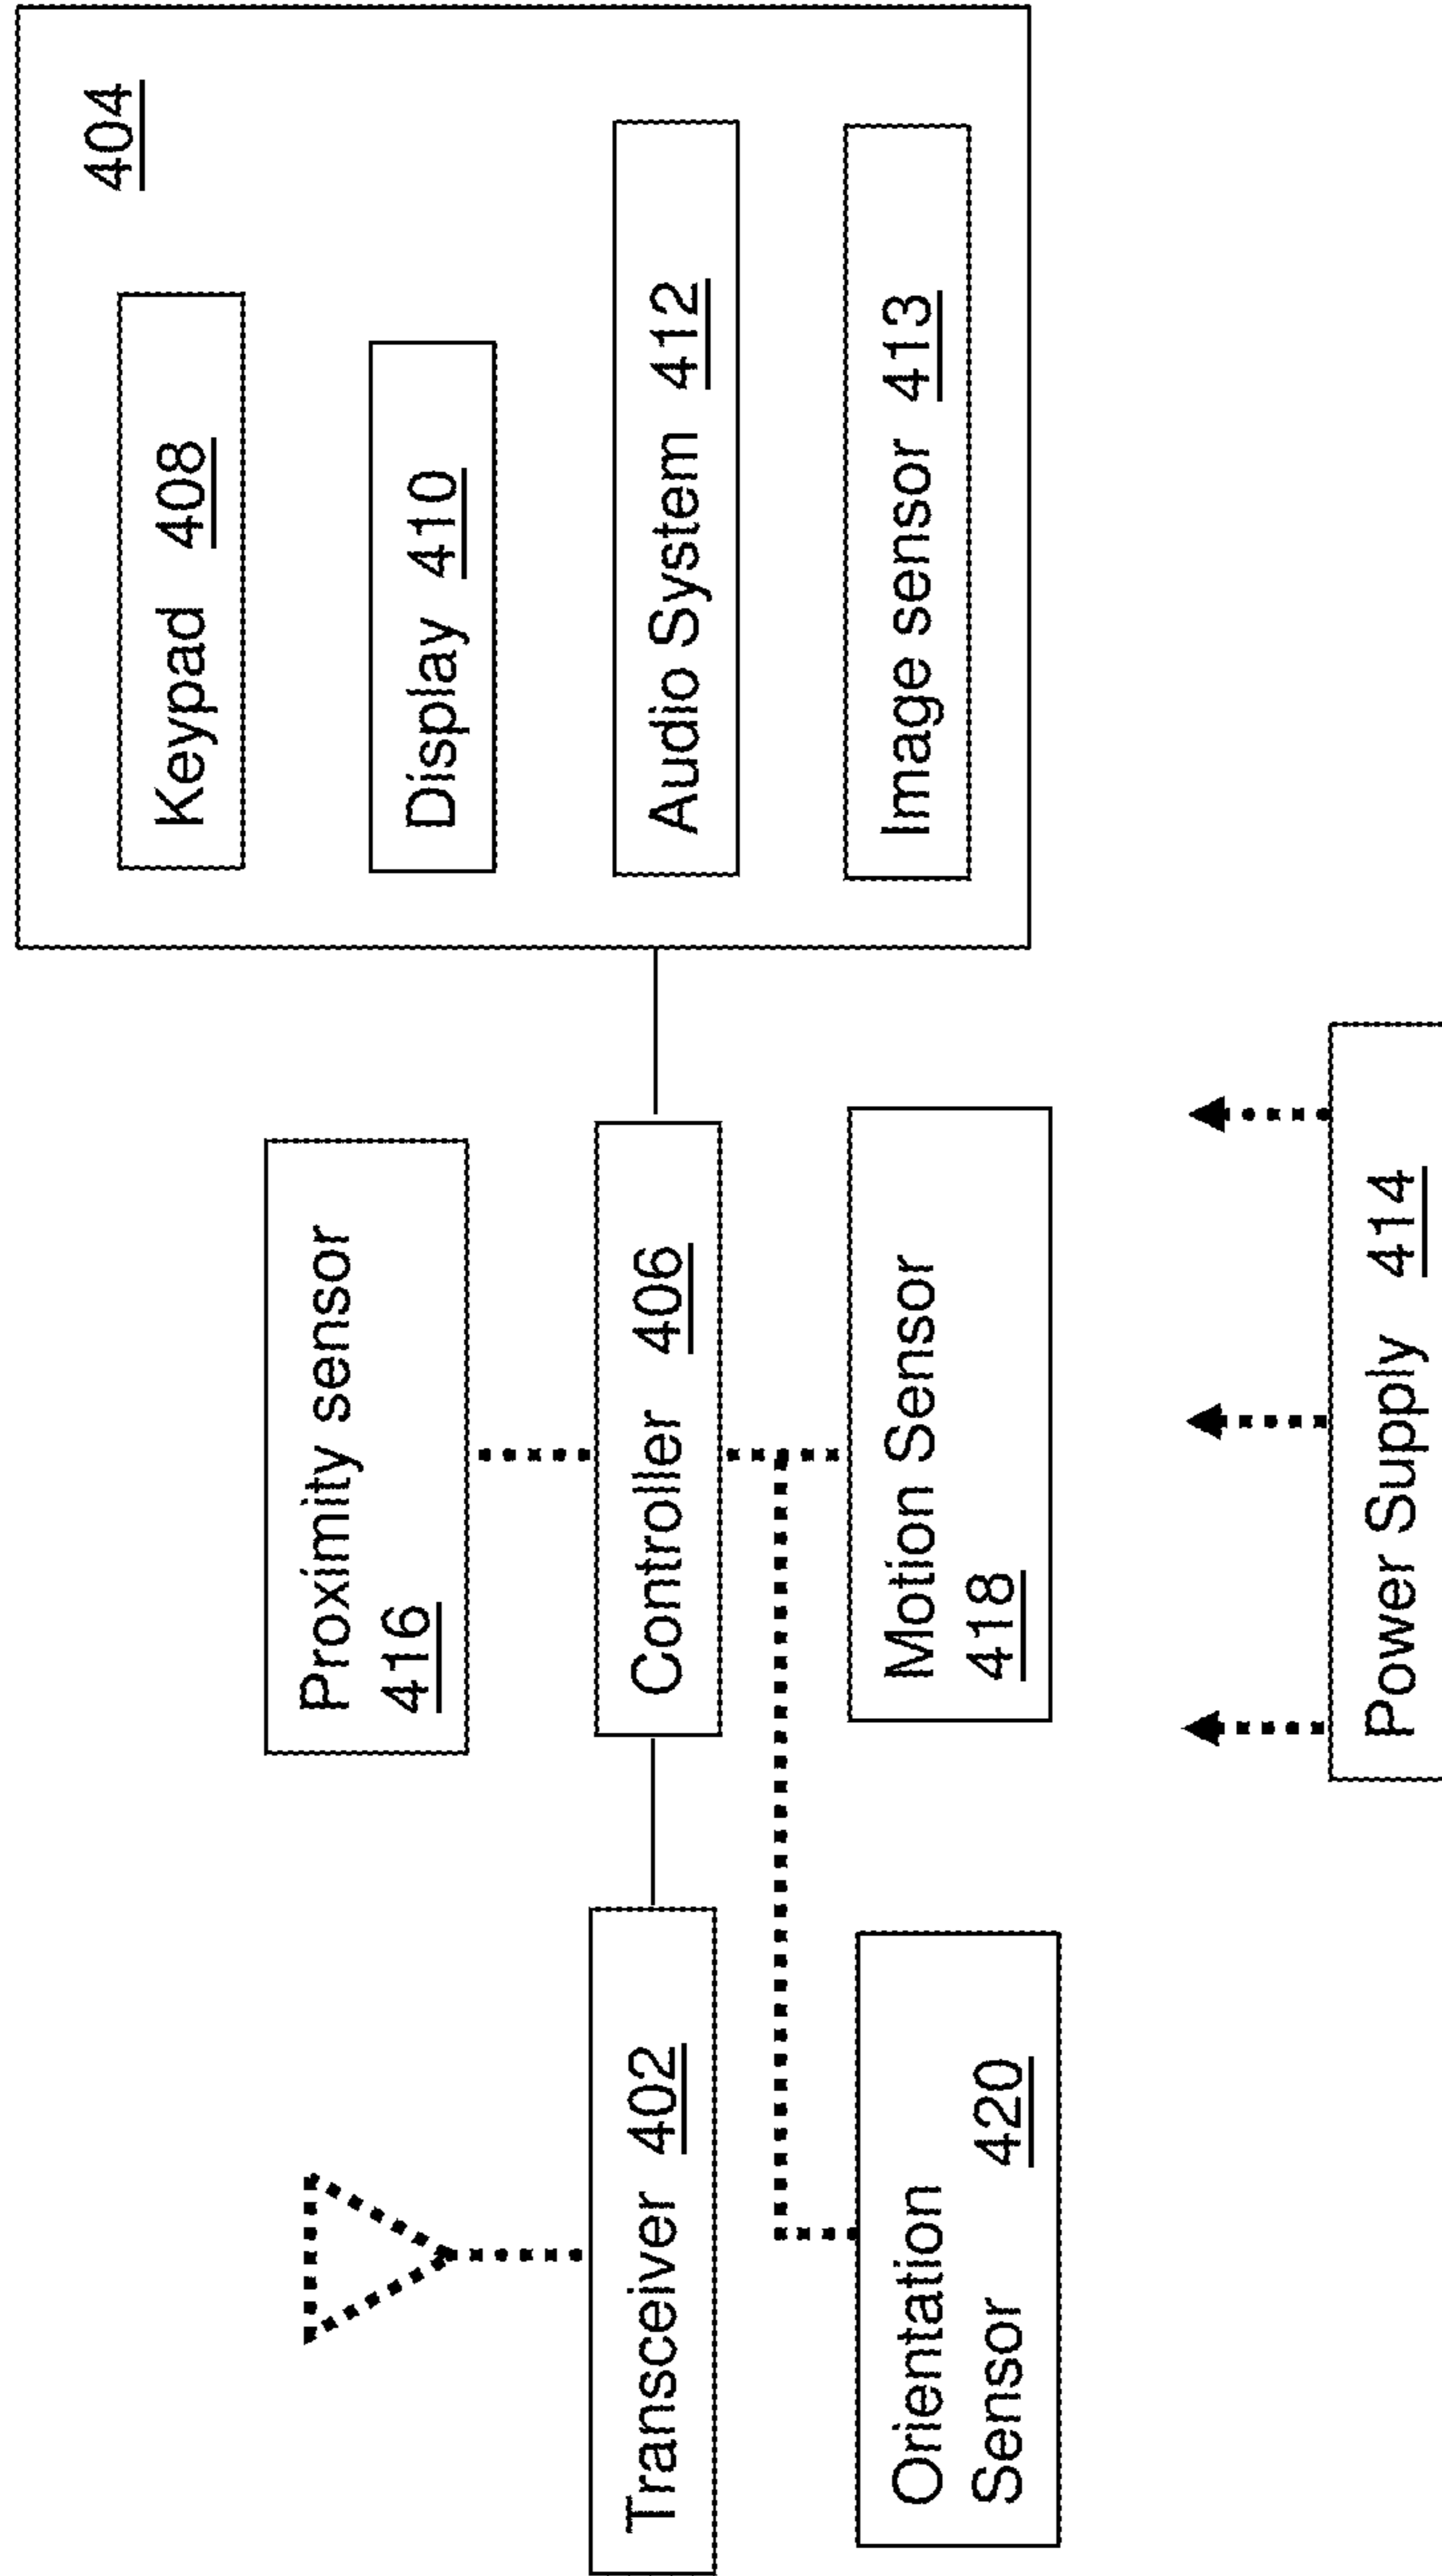 404
Keypad 408
Display 410
Audio System 412
Image sensor 413
Proximity sensor
416
Controller 406
Motion Sensor
418
Transceiver 402
Orientation
Sensor 420
Power Supply 414